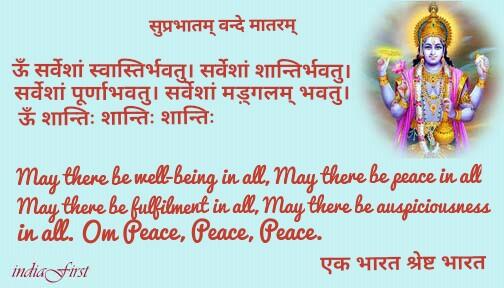 सुप्रभातम् वन्दे मातरम्
ऊँ सर्वेशां स्वास्तिर्भवतु। सर्वेशां शान्तिर्भवतु।
सर्वेशां पूर्णाभवतु। सर्वेशां मड़्गलम् भवतु।
ऊँ शान्तिः शान्तिः शान्तिः
May there be well-being in all, May there be peace in all
May there be fulfilment in all, May there be auspiciousness
in all. Om Peace, Peace, Peace.
एक भारत श्रेष्ट भारत
indiaFirst